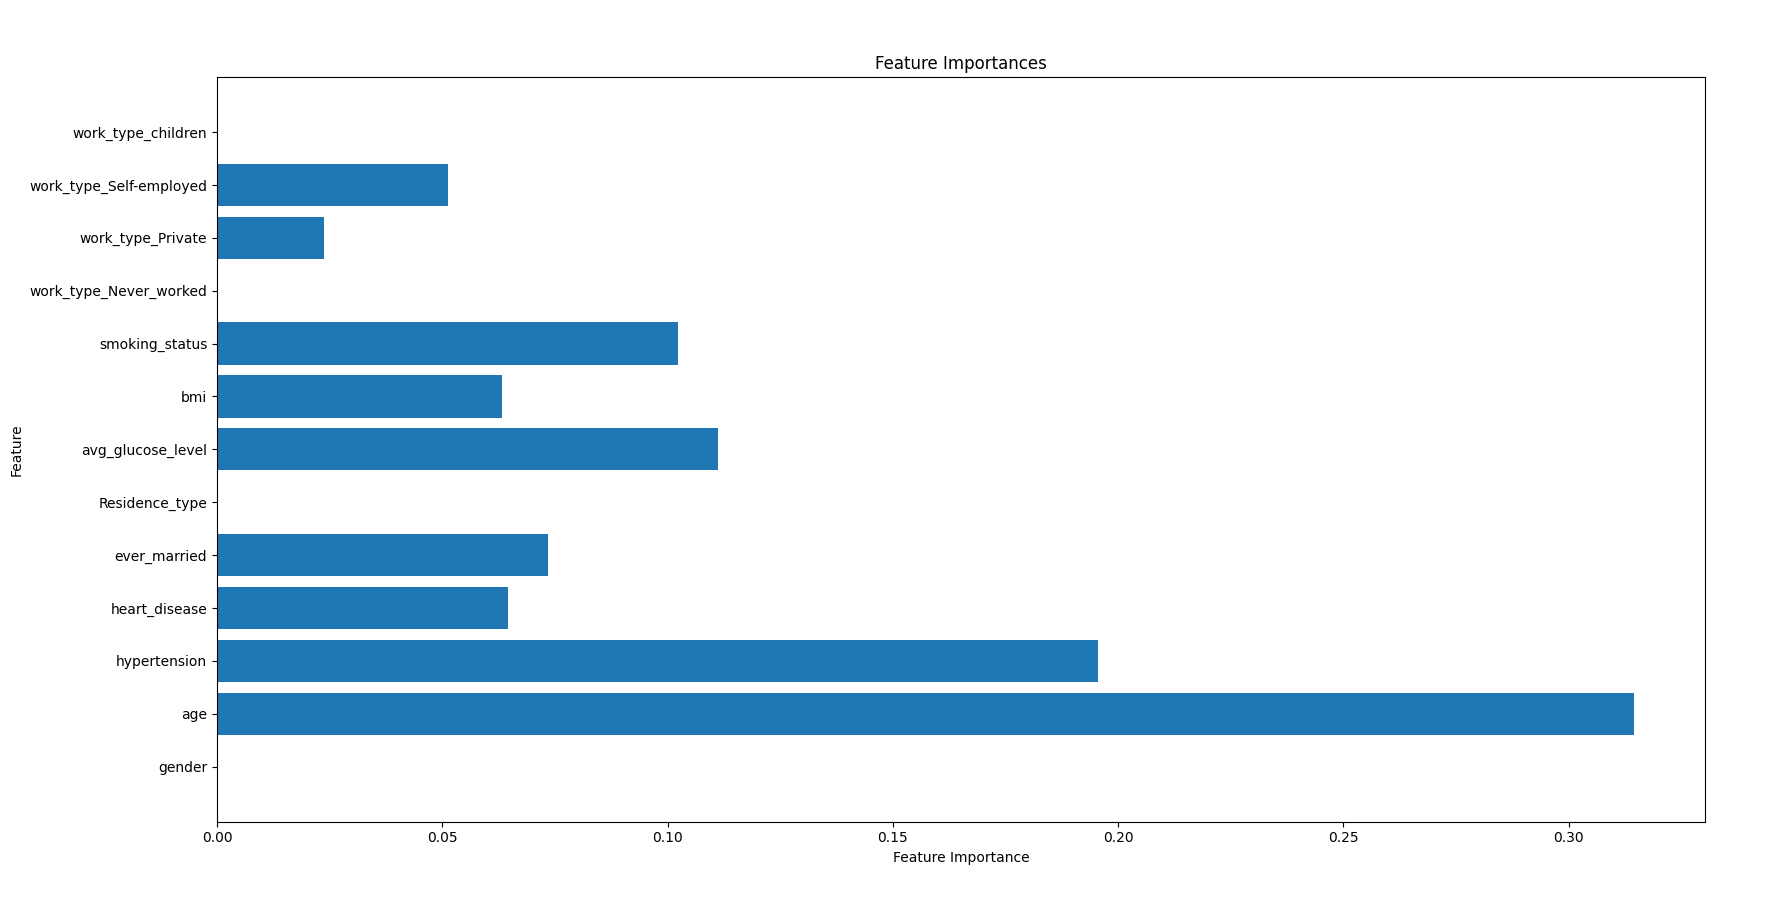 Feature Importances
work_type_children
work_type_Self-employed
work_type_Private
work_type_Never_worked
smoking_status
bmi
avg_glucose_level
Residence_type
ever_married
heart_disease
hypertension
age
gender
Feature
0.00 0.05 0.10 0.15 0.20 0.25 0.30
Feature Importance